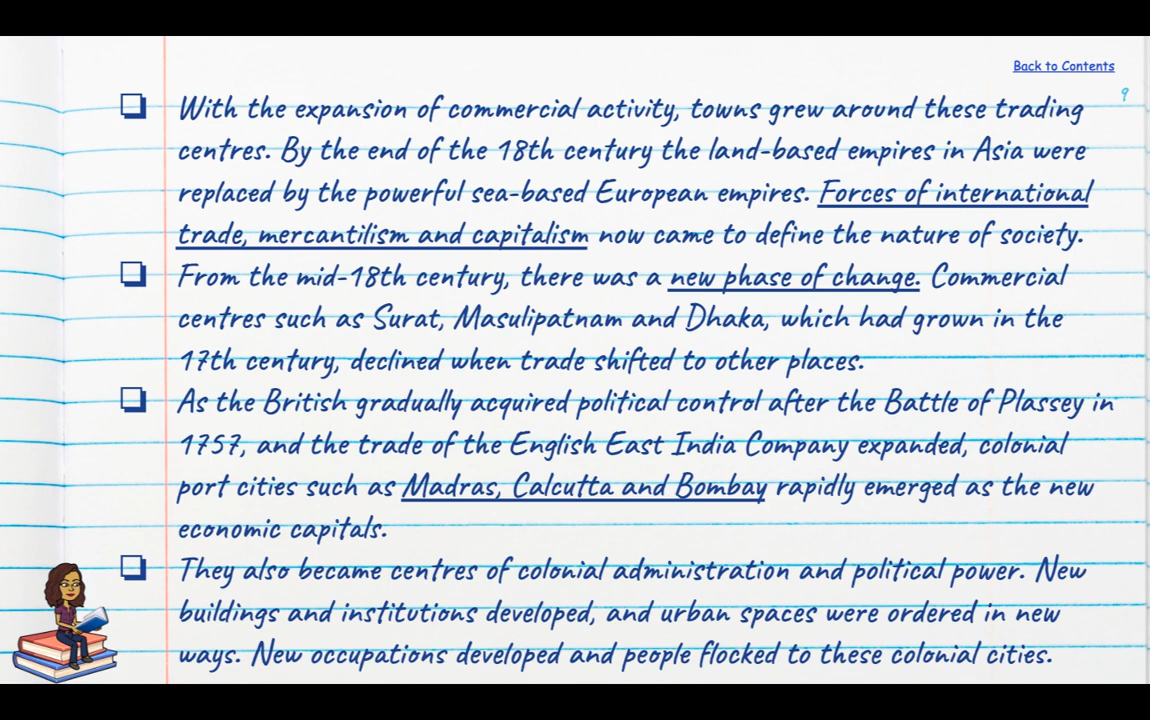 Back to Contents
9
❑ With the expansion of commercial activity, towns grew around these trading
centres. By the end of the 18th century the land-based empires in Asia were
replaced by the powerful sea-based European empires. Forces of international
trade, mercantilism and capitalism now came to define the nature of society.
❑ From the mid-18th century, there was a new phase of change. Commercial
centres such as Surat, Masulipatnam and Dhaka, which had grown in the
17th century, declined when trade shifted to other places.
❑ As the British gradually acquired political control after the Battle of Plassey in
1757, and the trade of the English East India Company expanded, colonial
port cities such as Madras, Calcutta and Bombay rapidly emerged as the new
economic capitals.
❑ They also became centres of colonial administration and political power. New
buildings and institutions developed, and urban spaces were ordered in new
ways. New occupations developed and people flocked to these colonial cities.